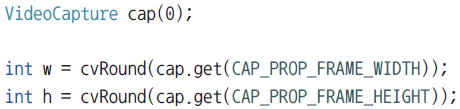 VideoCapture cap(0);
int w = cvRound(cap.get(CAP_PROP_FRAME_WIDTH));
int h = cvRound(cap.get(CAP_PROP_FRAME_HEIGHT));